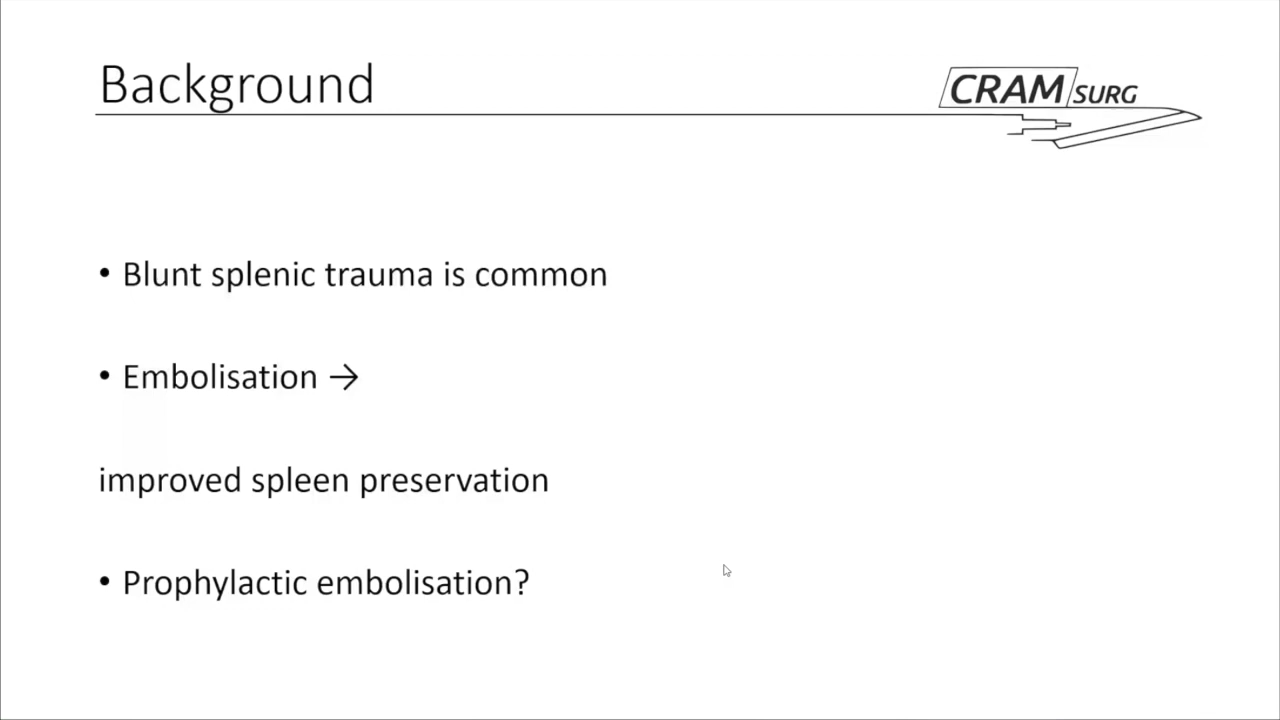 Background
CRAM SURG
• Blunt splenic trauma is common
• Embolisation →
improved spleen preservation
• Prophylactic embolisation?